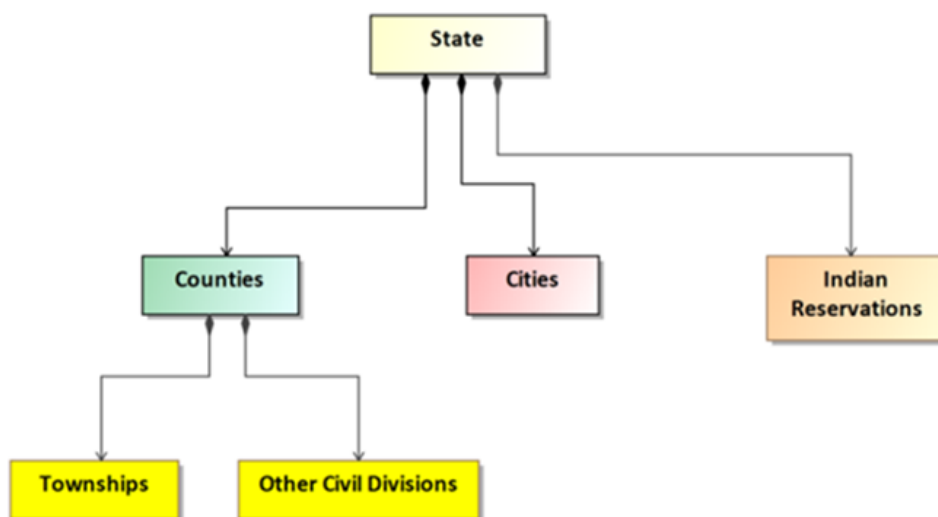 State
Counties
Cities
Indian
Reservations
Townships
Other Civil Divisions